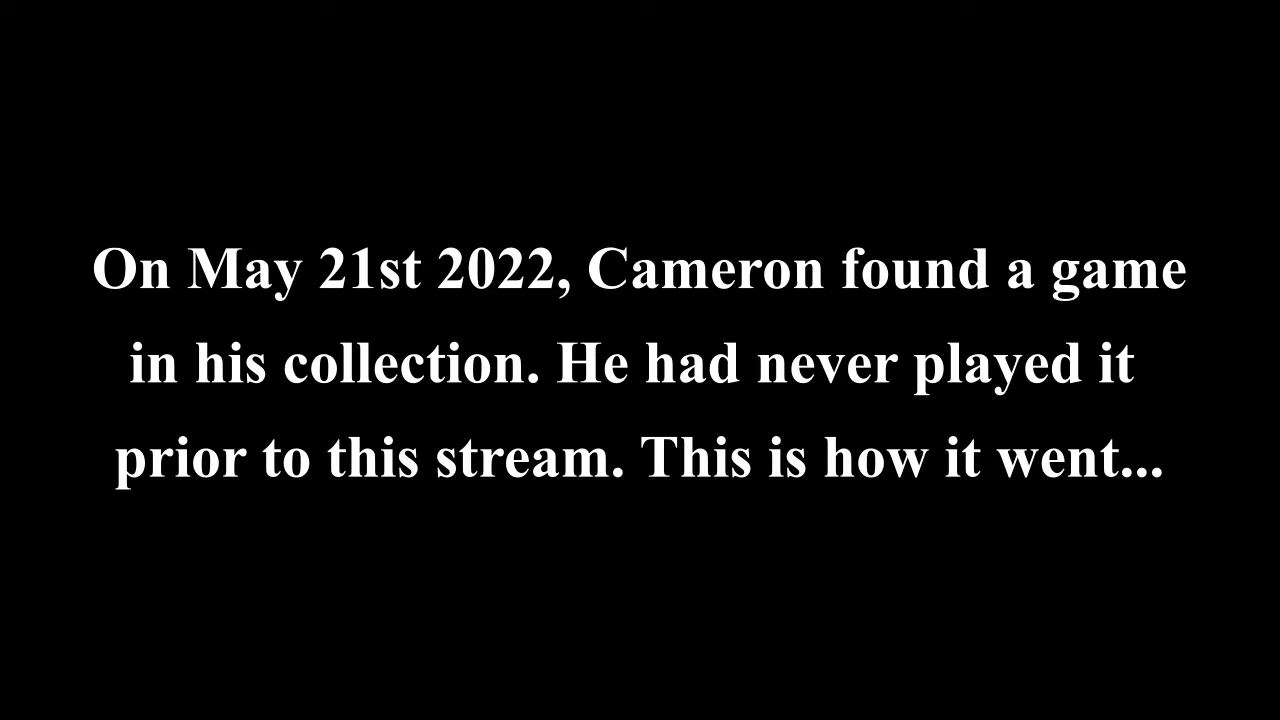 On May 21st 2022, Cameron found a game
in his collection. He had never played it
prior to this stream. This is how it went...